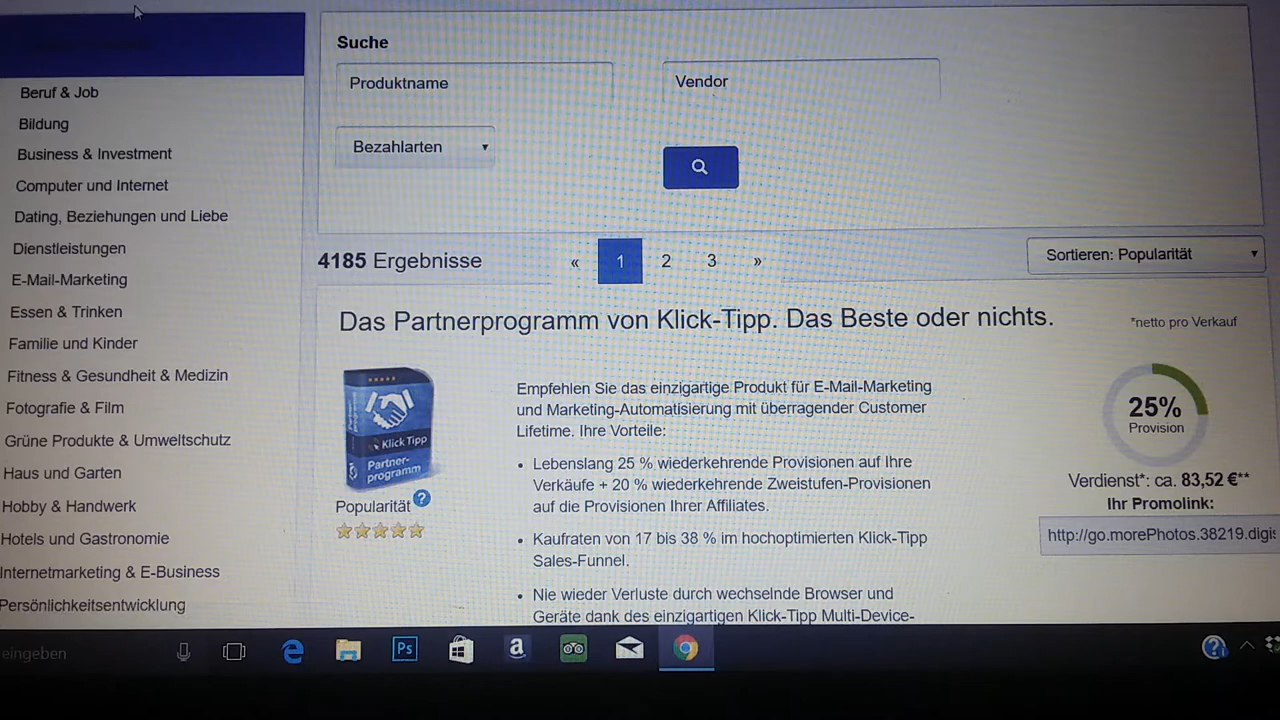 Suche
Produktname
Vendor
Bezahlarten
Beruf & Job
Bildung
Business & Investment
Computer und Internet
Dating, Beziehungen und Liebe
Dienstleistungen
E-Mail-Marketing
Essen & Trinken
Familie und Kinder
Fitness & Gesundheit & Medizin
Fotografie & Film
Grüne Produkte & Umweltschutz
Haus und Garten
Hobby & Handwerk
Hotels und Gastronomie
Internetmarketing & E-Business
Persönlichkeitsentwicklung
4185 Ergebnisse
« 1 2 3 »
Sortieren: Popularität
Das Partnerprogramm von Klick-Tipp. Das Beste oder nichts.
*netto pro Verkauf
Klick Tipp
Partner-
programm
Popularität
Empfehlen Sie das einzigartige Produkt für E-Mail-Marketing
und Marketing-Automatisierung mit überragender Customer
Lifetime. Ihre Vorteile:
• Lebenslang 25 % wiederkehrende Provisionen auf Ihre
Verkäufe + 20 % wiederkehrende Zweistufen-Provisionen
auf die Provisionen Ihrer Affiliates.
• Kaufraten von 17 bis 38 % im hochoptimierten Klick-Tipp
Sales-Funnel.
• Nie wieder Verluste durch wechselnde Browser und
Geräte dank des einzigartigen Klick-Tipp Multi-Device-
25%
Provision
Verdienst*: ca. 83,52 €**
Ihr Promolink:
http://go.morePhotos.38219.digis
eingeben
Ps
a